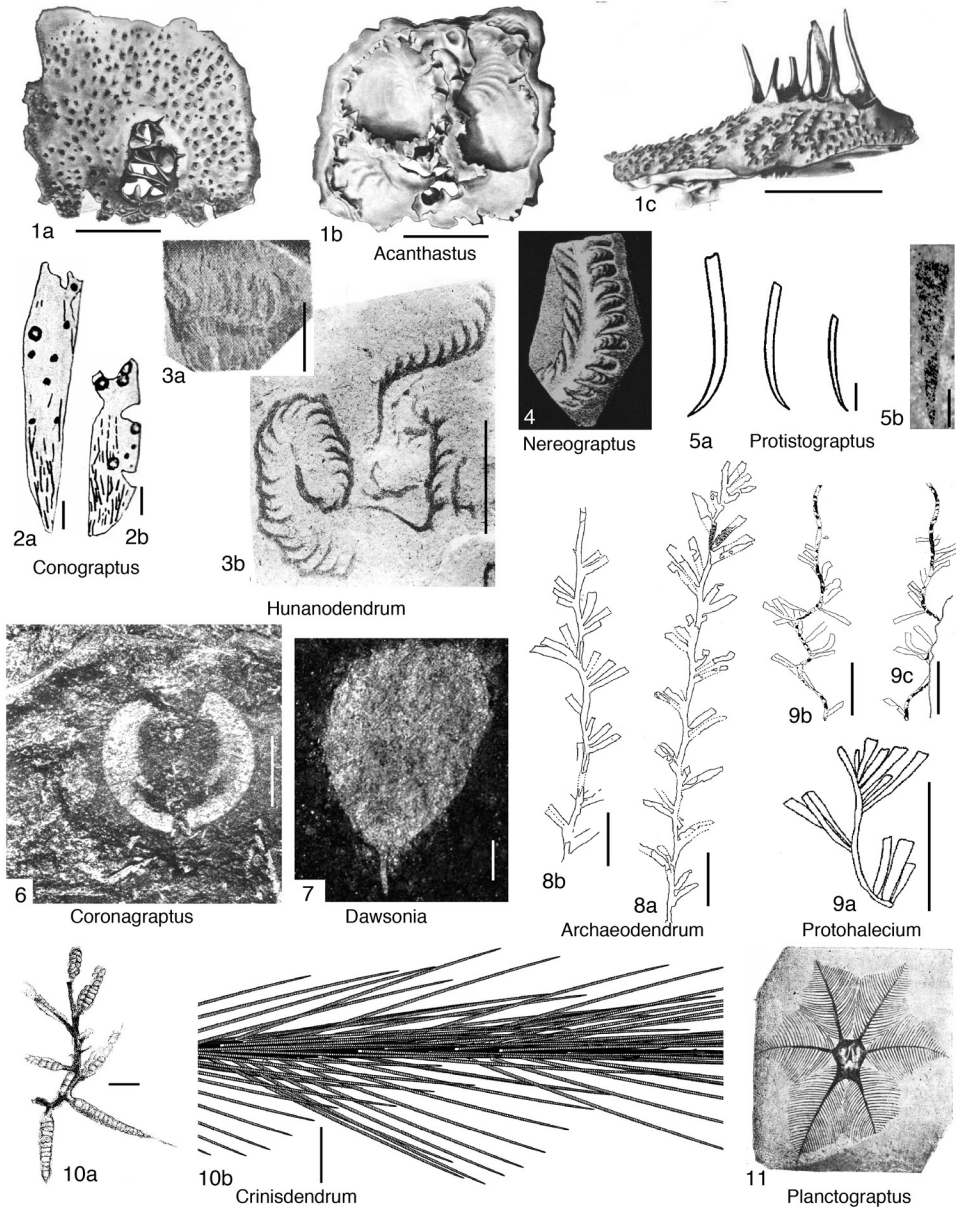 1a
1b
Acanthastus
1c
2a
2b
Conograptus
3a
3b
Hunanodendrum
4
Nereograptus
5a
Protistograptus
5b
6
Coronagraptus
7
Dawsonia
8b
8a
Archaeodendrum
9b
9c
9a
Protohalecium
10a
10b
Crinisdendrum
11
Planctograptus